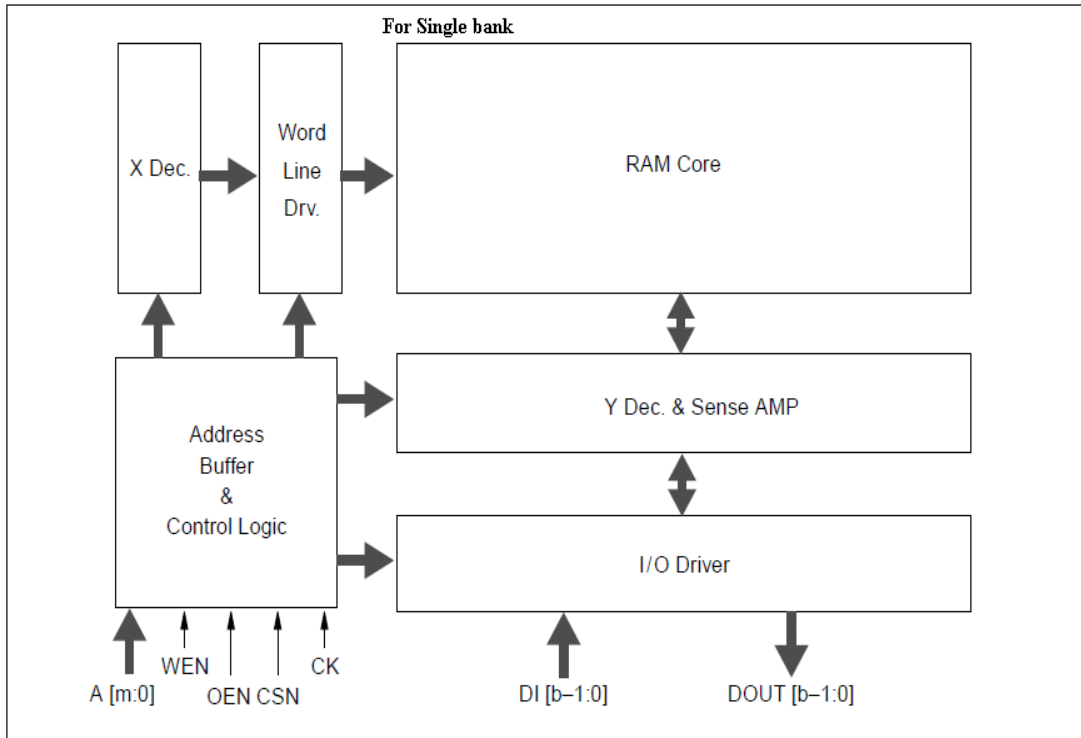 For Single bank
X Dec.
Word
Line
Drv.
RAM Core
Address
Buffer
&
Control Logic
Y Dec. & Sense AMP
I/O Driver
WEN
CK
A [m:0]
OEN CSN
DI [b–1:0]
DOUT [b–1:0]